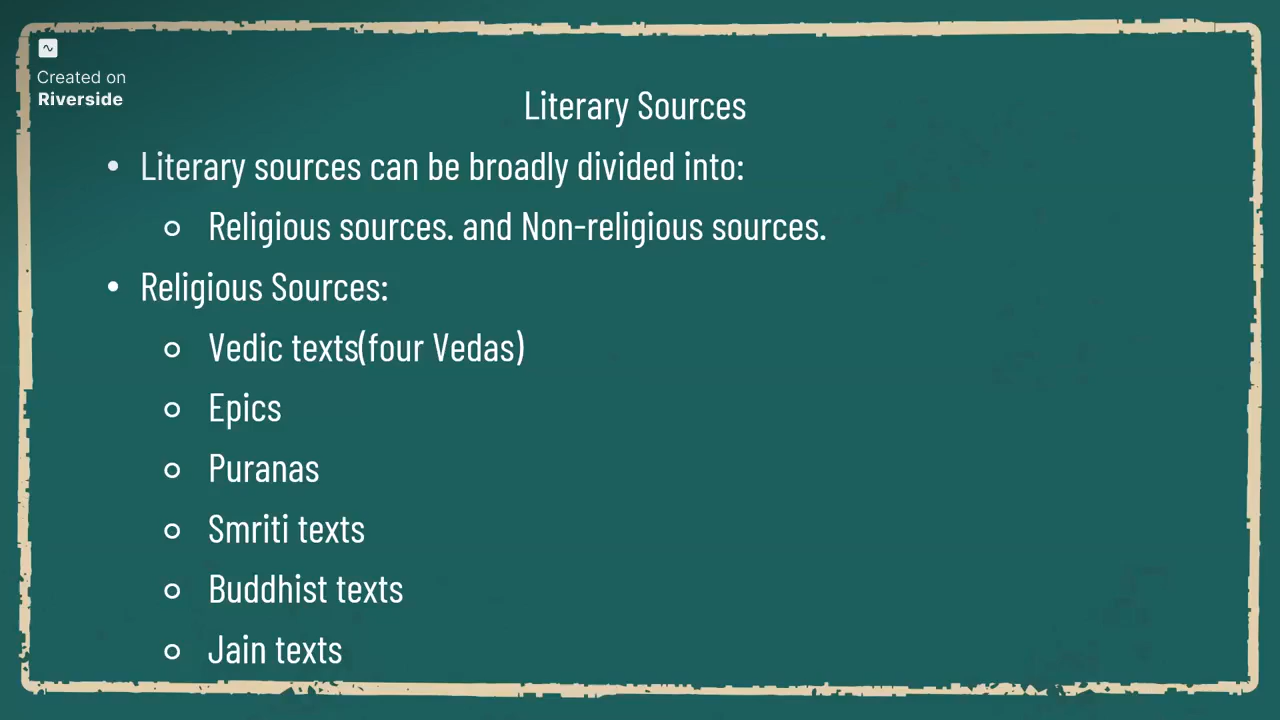 Created on
Riverside
Literary Sources
• Literary sources can be broadly divided into:
○ Religious sources. and Non-religious sources.
• Religious Sources:
○ Vedic texts(four Vedas)
○ Epics
○ Puranas
○ Smriti texts
○ Buddhist texts
○ Jain texts